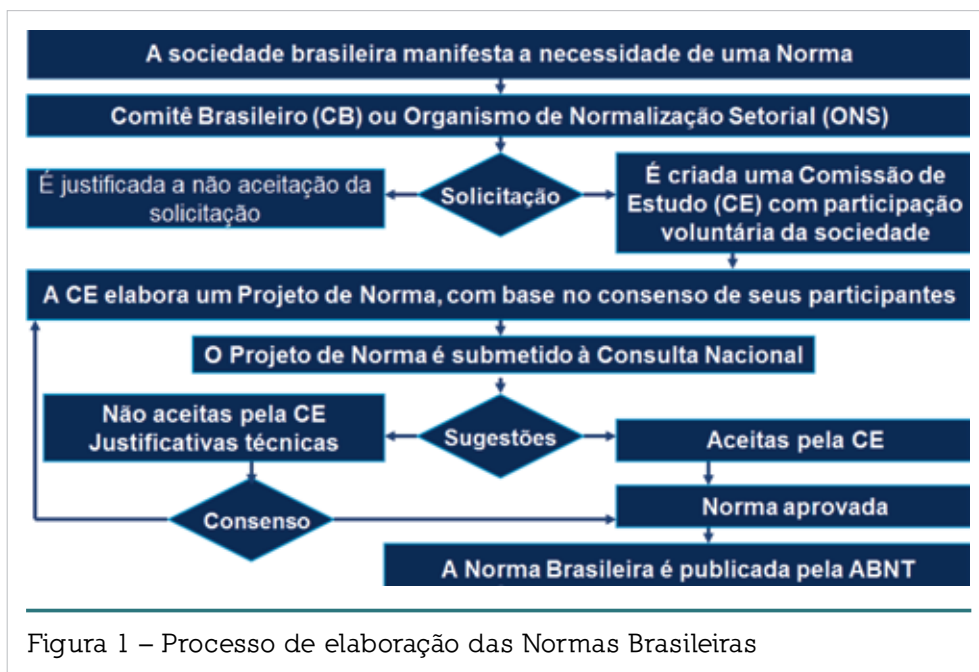 A sociedade brasileira manifesta a necessidade de uma Norma
Comitê Brasileiro (CB) ou Organismo de Normalização Setorial (ONS)
É justificada a não aceitação da
solicitação
Solicitação
É criada uma Comissão de
Estudo (CE) com participação
voluntária da sociedade
A CE elabora um Projeto de Norma, com base no consenso de seus participantes
O Projeto de Norma é submetido à Consulta Nacional
Não aceitas pela CE
Justificativas técnicas
Sugestões
Aceitas pela CE
Consenso
Norma aprovada
A Norma Brasileira é publicada pela ABNT
Figura 1 – Processo de elaboração das Normas Brasileiras